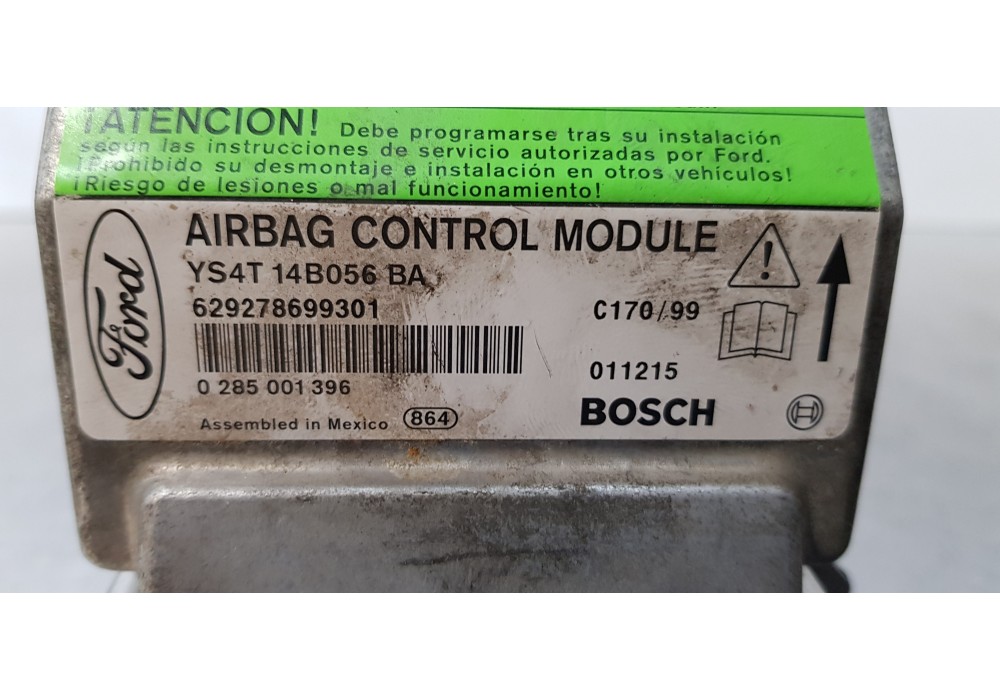 ¡ATENCION! Debe programarse tras su instalación
según las instrucciones de servicio autorizadas por Ford.
¡Prohibido su desmontaje e instalación en otros vehículos!
¡Riesgo de lesiones o mal funcionamiento!
Ford
AIRBAG CONTROL MODULE
YS4T 14B056 BA
629278699301
C170/99
0 285 001 396
011215
Assembled in Mexico 864
BOSCH